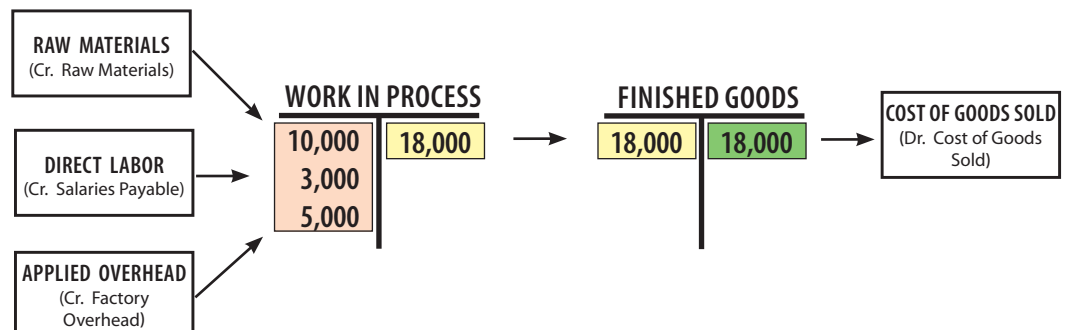 RAW MATERIALS
(Cr. Raw Materials)
DIRECT LABOR
(Cr. Salaries Payable)
APPLIED OVERHEAD
(Cr. Factory
Overhead)
WORK IN PROCESS
10,000 18,000
3,000
5,000
FINISHED GOODS
18,000 18,000
COST OF GOODS SOLD
(Dr. Cost of Goods
Sold)